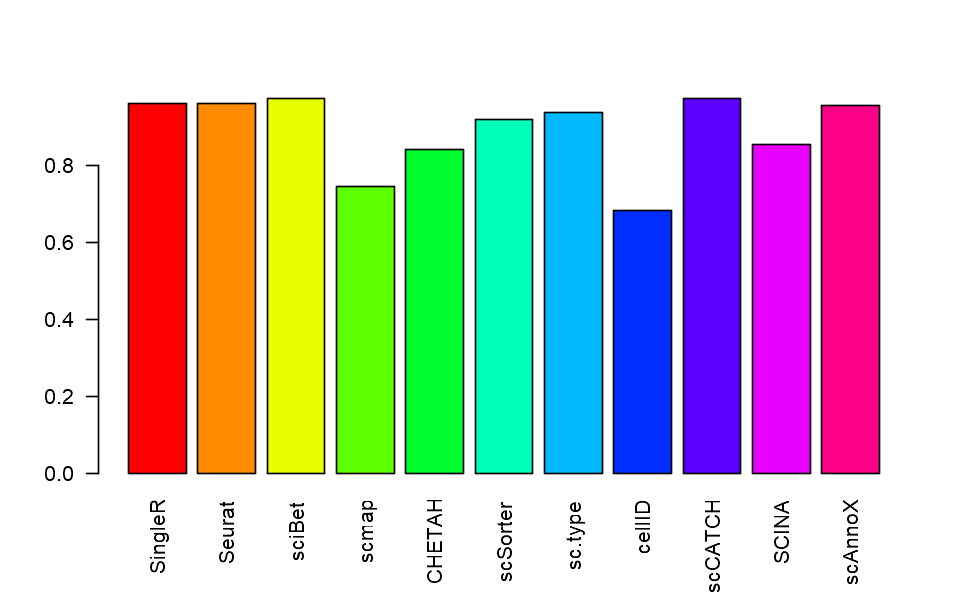 0.8
0.6
0.4
0.2
0.0
SingleR
Seurat
sciBet
scmap
CHETAH
scSorter
sc.type
cellID
scCATCH
SCINA
scAnnoX